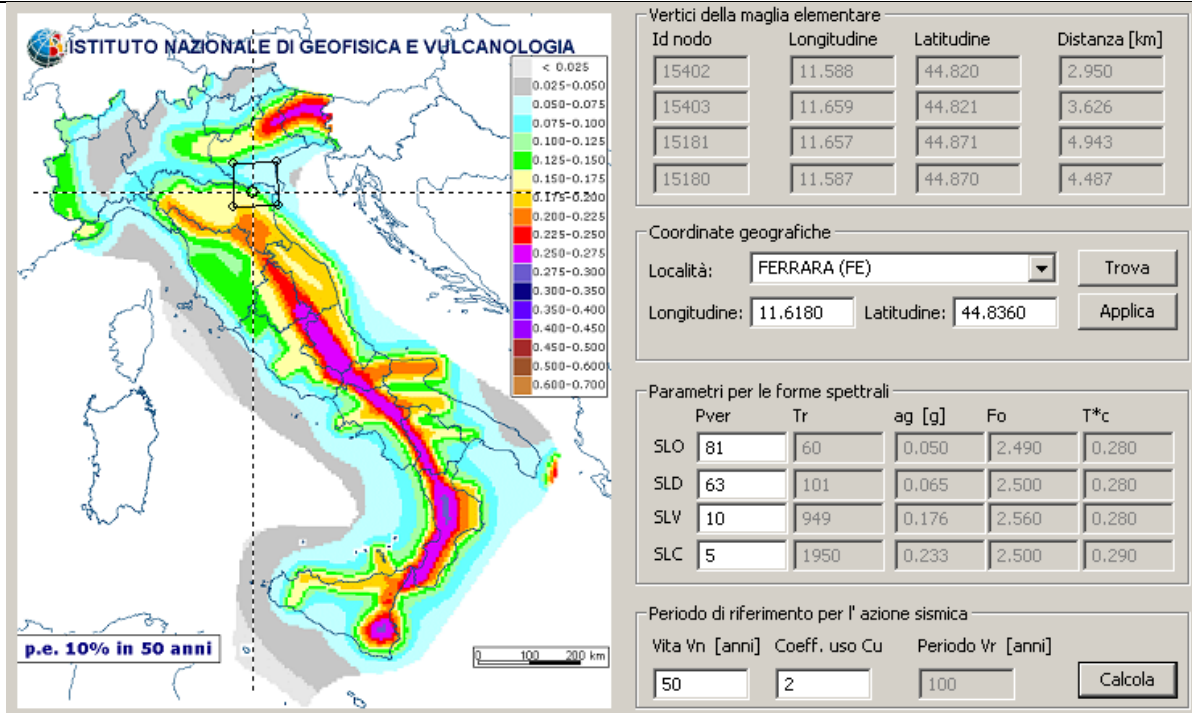 ISTITUTO NAZIONALE DI GEOFISICA E VULCANOLOGIA
< 0.025
0.025-0.050
0.050-0.075
0.075-0.100
0.100-0.125
0.125-0.150
0.150-0.175
0.175-0.200
0.200-0.225
0.225-0.250
0.250-0.275
0.275-0.300
0.300-0.350
0.350-0.400
0.400-0.450
0.450-0.500
0.500-0.600
0.600-0.700
p.e. 10% in 50 anni
0 100 200 km
Vertici della maglia elementare
Id nodo Longitudine Latitudine Distanza [km]
15402 11.588 44.820 2.950
15403 11.659 44.821 3.626
15181 11.657 44.871 4.943
15180 11.587 44.870 4.487
Coordinate geografiche
Località: FERRARA (FE) Trova
Longitudine: 11.6180 Latitudine: 44.8360 Applica
Parametri per le forme spettrali
Pver Tr ag [g] Fo T*c
SLO 81 60 0.050 2.490 0.280
SLD 63 101 0.065 2.500 0.280
SLV 10 949 0.176 2.560 0.280
SLC 5 1950 0.233 2.500 0.290
Periodo di riferimento per l' azione sismica
Vita Vn [anni] Coeff. uso Cu Periodo Vr [anni]
50 2 100 Calcola